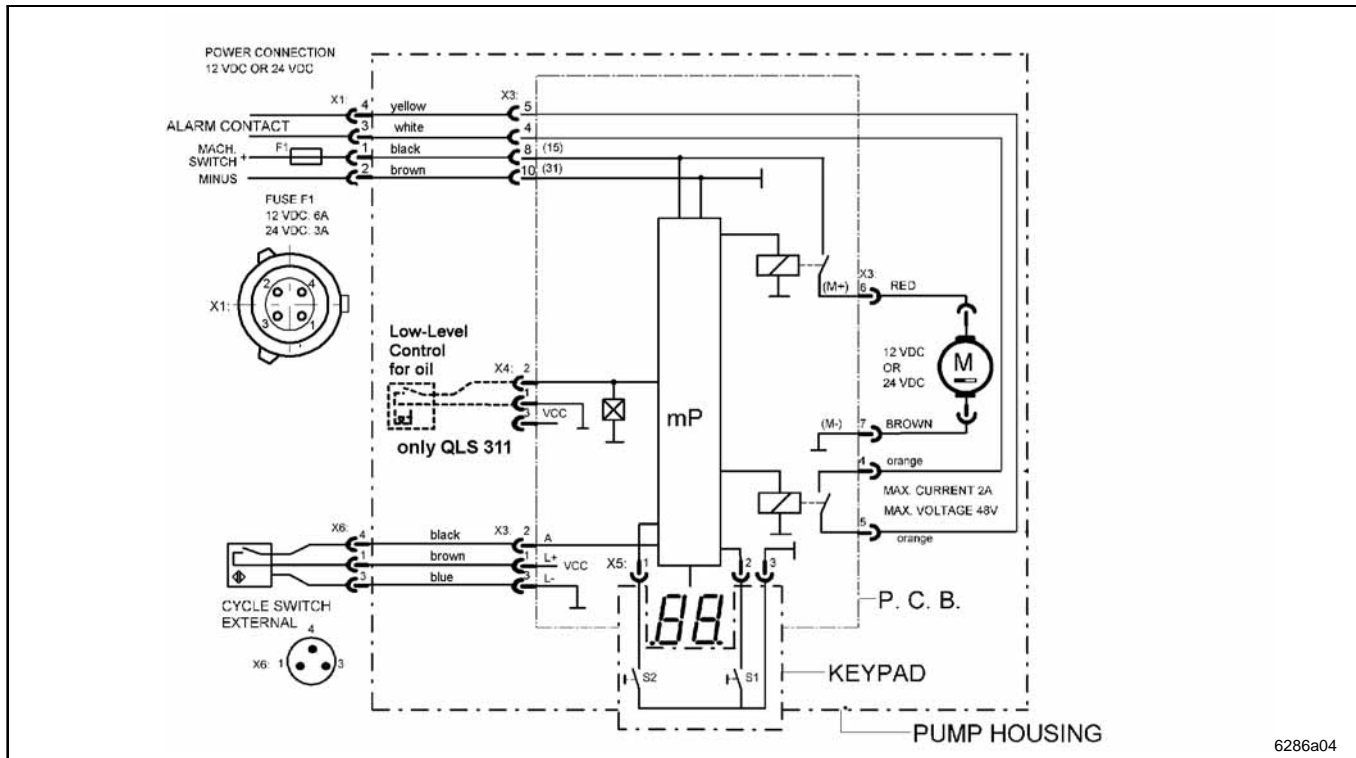 POWER CONNECTION
12 VDC OR 24 VDC
X1:
4
yellow
X3:
5
ALARM CONTACT
3
white
4
MACH.
SWITCH +
F1
1
black
8
(15)
MINUS
2
brown
10
(31)
FUSE F1
12 VDC: 6A
24 VDC: 3A
X1:
2
4
3
1
Low-Level
Control
for oil
X4:
2
1
3
VCC
only QLS 311
mP
(M+)
X3:
6
RED
12 VDC
OR
24 VDC
M
(M-)
7
BROWN
4
orange
MAX. CURRENT 2A
MAX. VOLTAGE 48V
5
orange
X6:
4
black
X3:
2
A
1
brown
1
L+
VCC
3
blue
3
L-
X5:
1
2
3
CYCLE SWITCH
EXTERNAL
4
X6:
1
3
.8.8.
S2
S1
P. C. B.
KEYPAD
PUMP HOUSING
6286a04